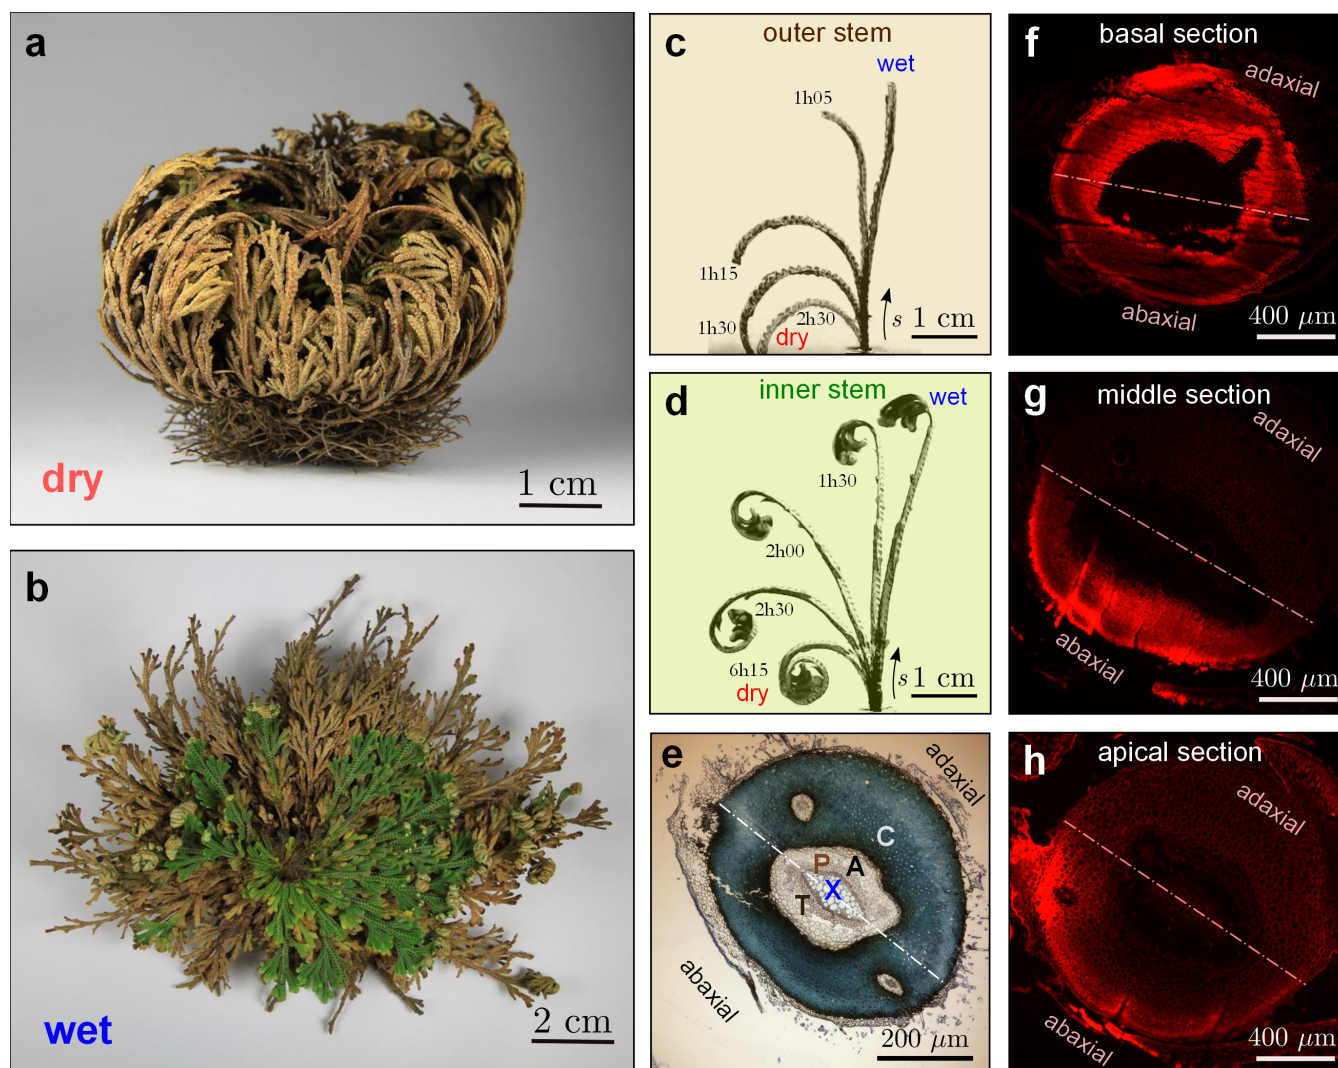 a
dry
1 cm
b
wet
2 cm
c
outer stem
wet
1h05
1h15
1h30
2h30
dry
s
1 cm
d
inner stem
wet
1h30
2h00
2h30
6h15
dry
s
1 cm
e
adaxial
C
P
A
X
T
abaxial
200 μm
f
basal section
adaxial
abaxial
400 μm
g
middle section
adaxial
abaxial
400 μm
h
apical section
adaxial
abaxial
400 μm